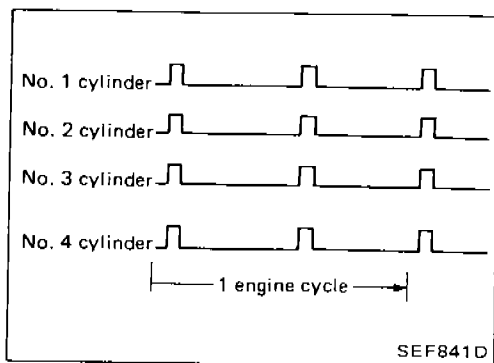 No. 1 cylinder
No. 2 cylinder
No. 3 cylinder
No. 4 cylinder
1 engine cycle
SEF841D